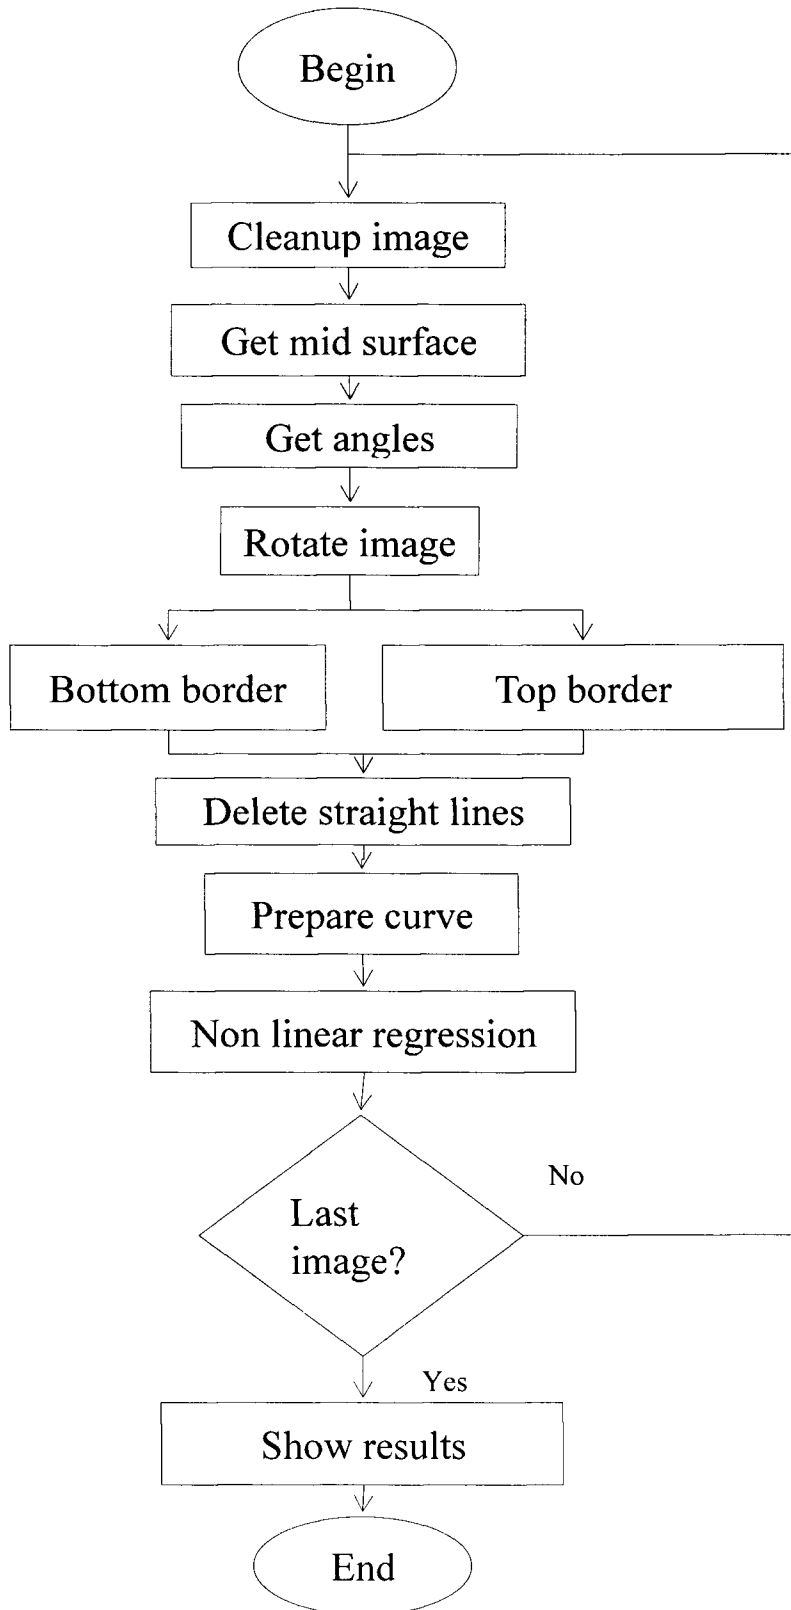 Begin
Cleanup image
Get mid surface
Get angles
Rotate image
Bottom border
Top border
Delete straight lines
Prepare curve
Non linear regression
No
Last
image?
Yes
Show results
End